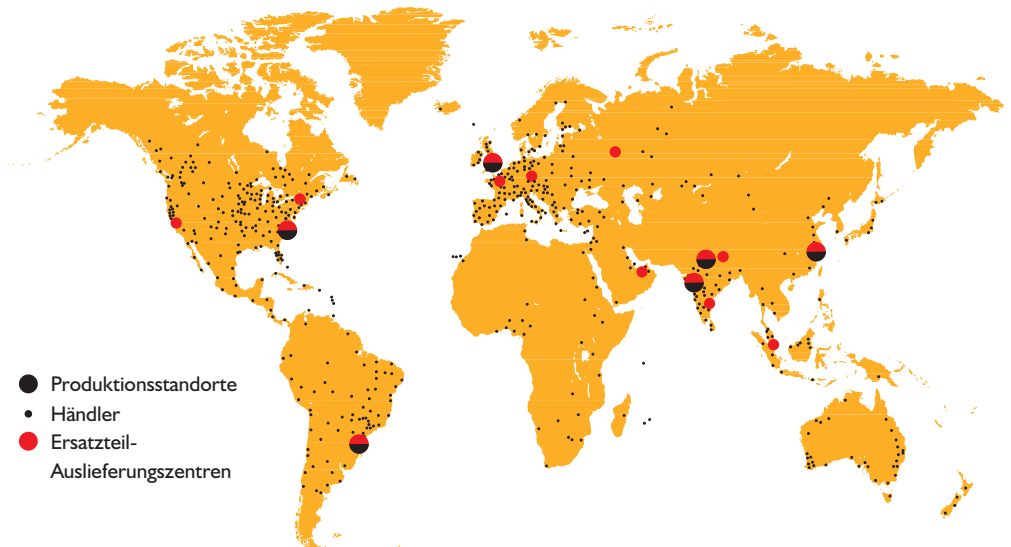 Produktionsstandorte
Händler
Ersatzteil-
Auslieferungszentren